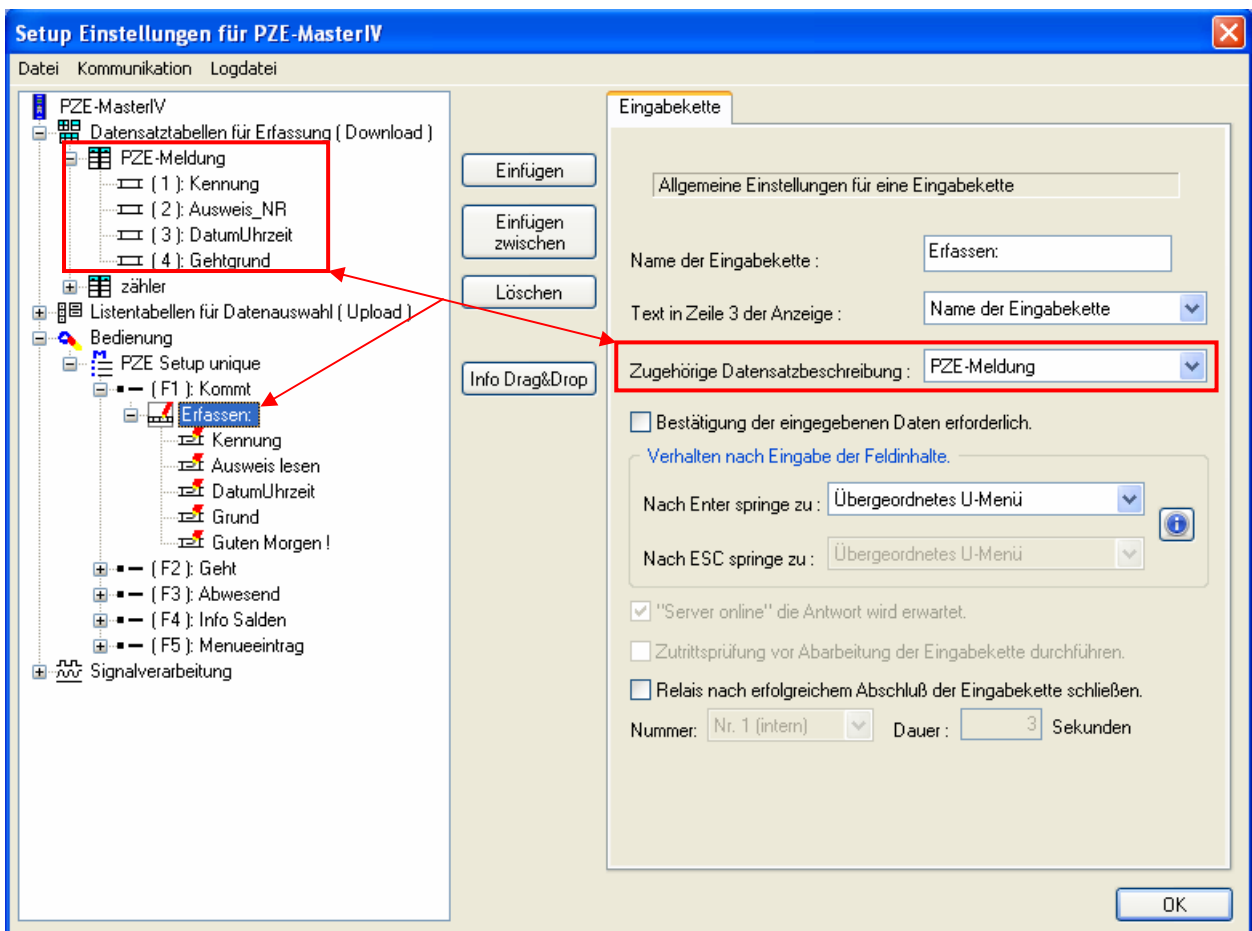 Setup Einstellungen für PZE-MasterIV
Datei Kommunikation Logdatei
PZE-MasterIV
Datensatztabellen für Erfassung ( Download )
PZE-Meldung
( 1 ): Kennung
( 2 ): Ausweis_NR
( 3 ): DatumUhrzeit
( 4 ): Gehtgrund
zähler
Listentabellen für Datenauswahl ( Upload )
Bedienung
PZE Setup unique
( F1 ): Kommt
Erfassen:
Kennung
Ausweis lesen
DatumUhrzeit
Grund
Guten Morgen !
( F2 ): Geht
( F3 ): Abwesend
( F4 ): Info Salden
( F5 ): Menueeintrag
Signalverarbeitung
Einfügen
Einfügen
zwischen
Löschen
Info Drag&Drop
Eingabekette
Allgemeine Einstellungen für eine Eingabekette
Name der Eingabekette : Erfassen:
Text in Zeile 3 der Anzeige : Name der Eingabekette
Zugehörige Datensatzbeschreibung : PZE-Meldung
Bestätigung der eingegebenen Daten erforderlich.
Verhalten nach Eingabe der Feldinhalte.
Nach Enter springe zu : Übergeordnetes U-Menü
Nach ESC springe zu : Übergeordnetes U-Menü
"Server online" die Antwort wird erwartet.
Zutrittsprüfung vor Abarbeitung der Eingabekette durchführen.
Relais nach erfolgreichem Abschluß der Eingabekette schließen.
Nummer: Nr. 1 (intern) Dauer : 3 Sekunden
OK